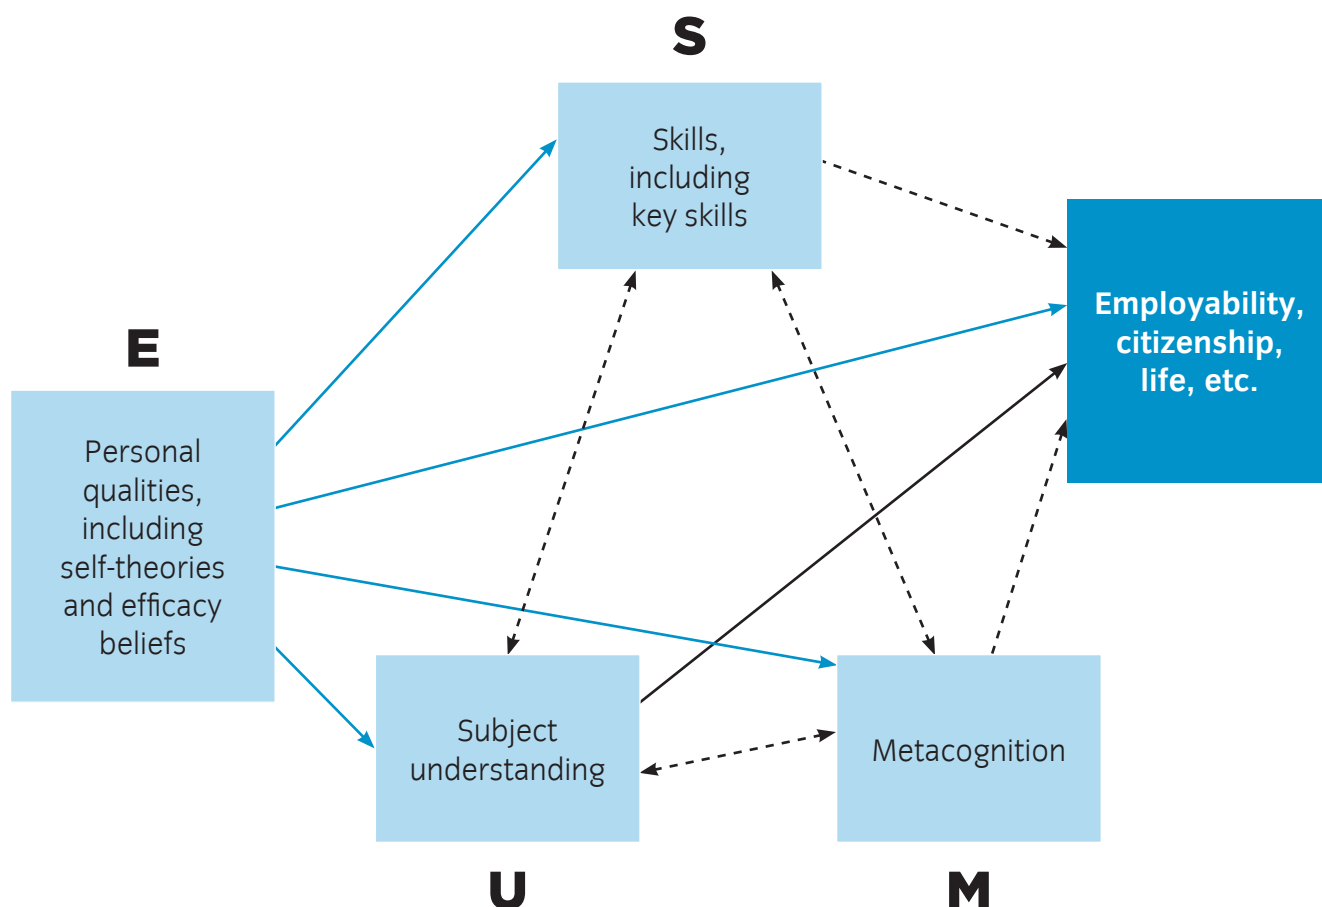 S
Skills,
including
key skills
Employability,
citizenship,
life, etc.
E
Personal
qualities,
including
self-theories
and efficacy
beliefs
Subject
understanding
Metacognition
U
M